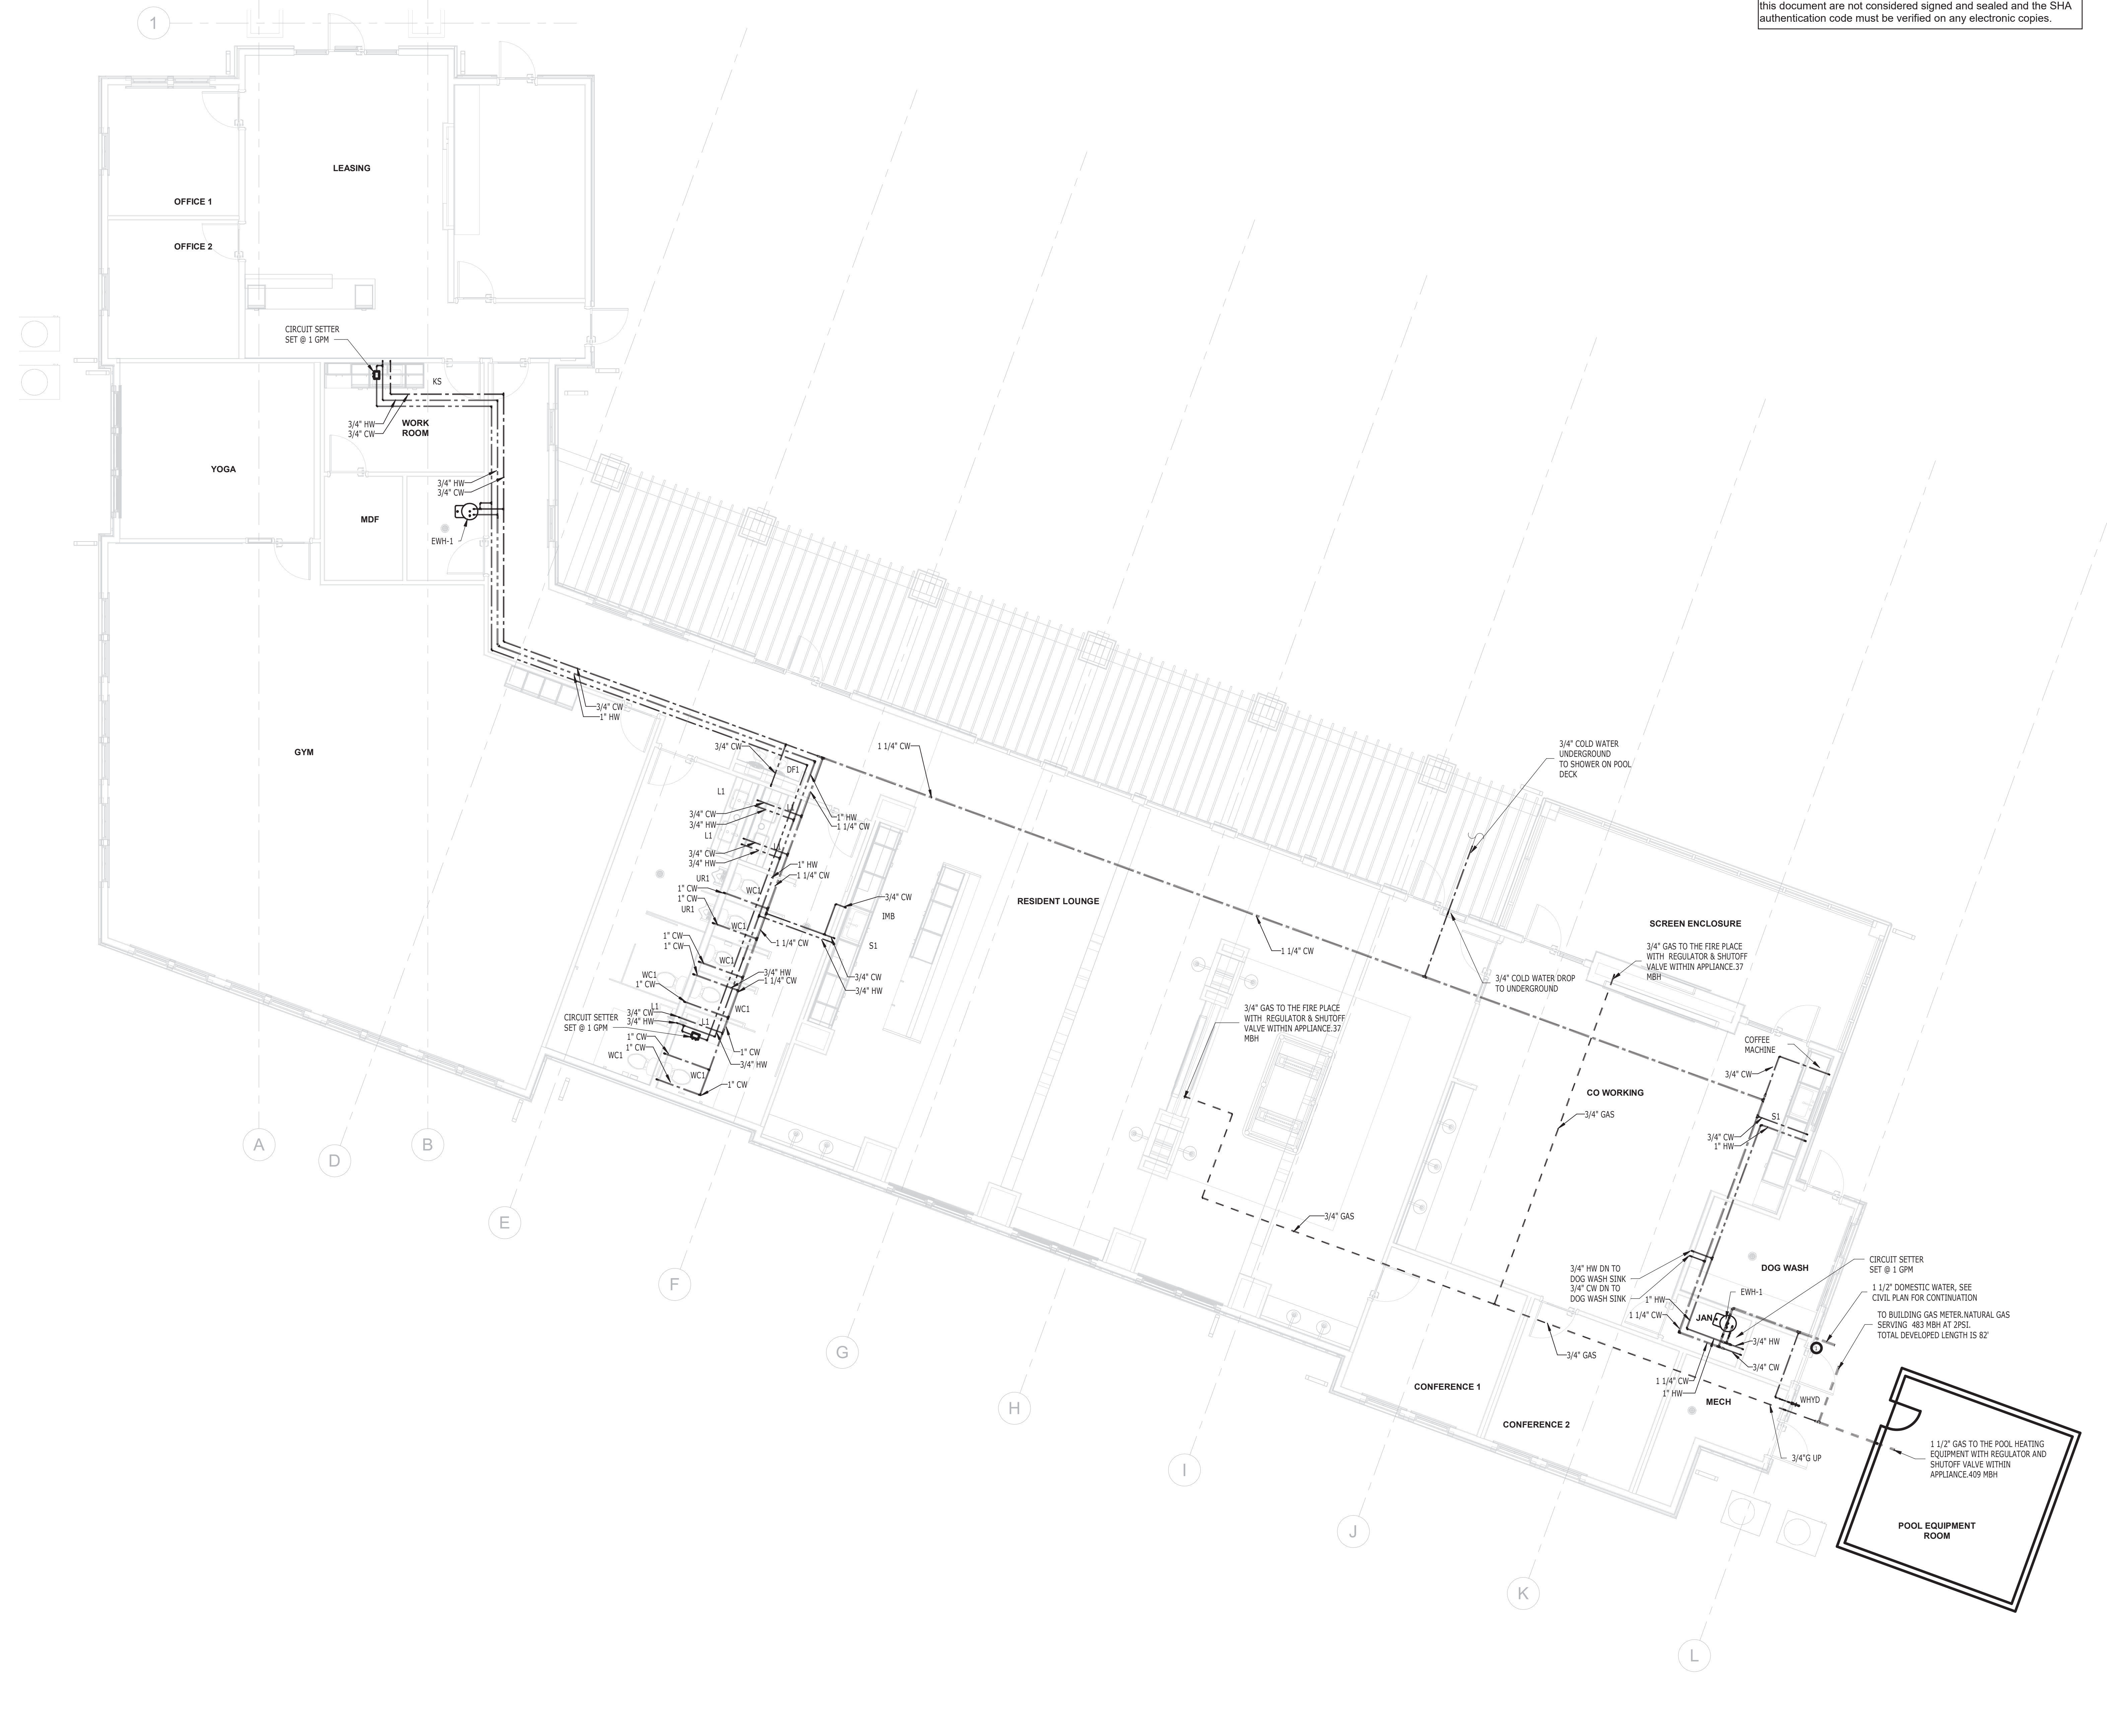 this document are not considered signed and sealed and the SHA
authentication code must be verified on any electronic copies.
1
LEASING
OFFICE 1
OFFICE 2
CIRCUIT SETTER
SET @ 1 GPM
KS
3/4" HW
3/4" CW
WORK
ROOM
YOGA
3/4" HW
3/4" CW
MDF
EWH-1
3/4" CW
1" HW
GYM
3/4" CW
1 1/4" CW
DF1
L1
L1
3/4" CW
3/4" HW
1" HW
1 1/4" CW
L1
L1
3/4" CW
3/4" HW
1" HW
1 1/4" CW
UR1
WC1
1" CW
1" CW
UR1
3/4" CW
IMB
WC1
S1
1 1/4" CW
1" CW
1" CW
WC1
3/4" HW
1 1/4" CW
3/4" CW
3/4" HW
WC1
1" CW
L1
WC1
CIRCUIT SETTER
SET @ 1 GPM
3/4" CW
3/4" HW
L1
1" CW
1" CW
WC1
1" CW
3/4" HW
WC1
1" CW
3/4" COLD WATER
UNDERGROUND
TO SHOWER ON POOL
DECK
RESIDENT LOUNGE
1 1/4" CW
SCREEN ENCLOSURE
3/4" GAS TO THE FIRE PLACE
WITH REGULATOR & SHUTOFF
VALVE WITHIN APPLIANCE.37
MBH
3/4" COLD WATER DROP
TO UNDERGROUND
3/4" GAS TO THE FIRE PLACE
WITH REGULATOR & SHUTOFF
VALVE WITHIN APPLIANCE.37
MBH
COFFEE
MACHINE
3/4" CW
CO WORKING
3/4" GAS
S1
3/4" CW
1" HW
3/4" GAS
3/4" HW DN TO
DOG WASH SINK
3/4" CW DN TO
DOG WASH SINK
DOG WASH
CIRCUIT SETTER
SET @ 1 GPM
EWH-1
1 1/2" DOMESTIC WATER, SEE
CIVIL PLAN FOR CONTINUATION
1" HW
1 1/4" CW
JAN
TO BUILDING GAS METER.NATURAL GAS
SERVING 483 MBH AT 2PSI.
TOTAL DEVELOPED LENGTH IS 82'
3/4" HW
3/4" GAS
3/4" CW
1 1/4" CW
1" HW
CONFERENCE 1
MECH
WHYD
CONFERENCE 2
3/4"G UP
1 1/2" GAS TO THE POOL HEATING
EQUIPMENT WITH REGULATOR AND
SHUTOFF VALVE WITHIN
APPLIANCE.409 MBH
POOL EQUIPMENT
ROOM
A
D
B
E
F
G
H
I
J
K
L